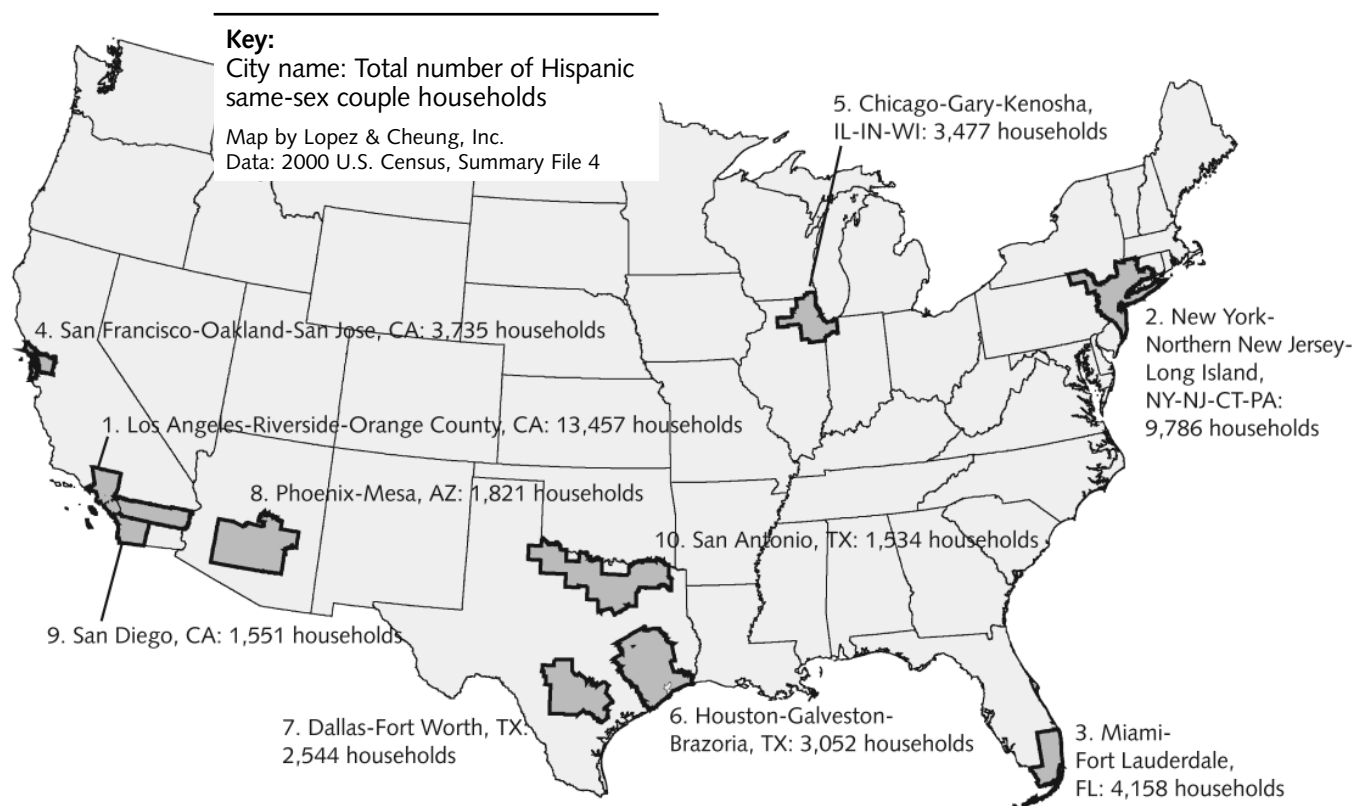 Key:
City name: Total number of Hispanic
same-sex couple households
Map by Lopez & Cheung, Inc.
Data: 2000 U.S. Census, Summary File 4
5. Chicago-Gary-Kenosha,
IL-IN-WI: 3,477 households
4. San Francisco-Oakland-San Jose, CA: 3,735 households
2. New York-
Northern New Jersey-
Long Island,
NY-NJ-CT-PA:
9,786 households
1. Los Angeles-Riverside-Orange County, CA: 13,457 households
8. Phoenix-Mesa, AZ: 1,821 households
10. San Antonio, TX: 1,534 households
9. San Diego, CA: 1,551 households
7. Dallas-Fort Worth, TX:
2,544 households
6. Houston-Galveston-
Brazoria, TX: 3,052 households
3. Miami-
Fort Lauderdale,
FL: 4,158 households